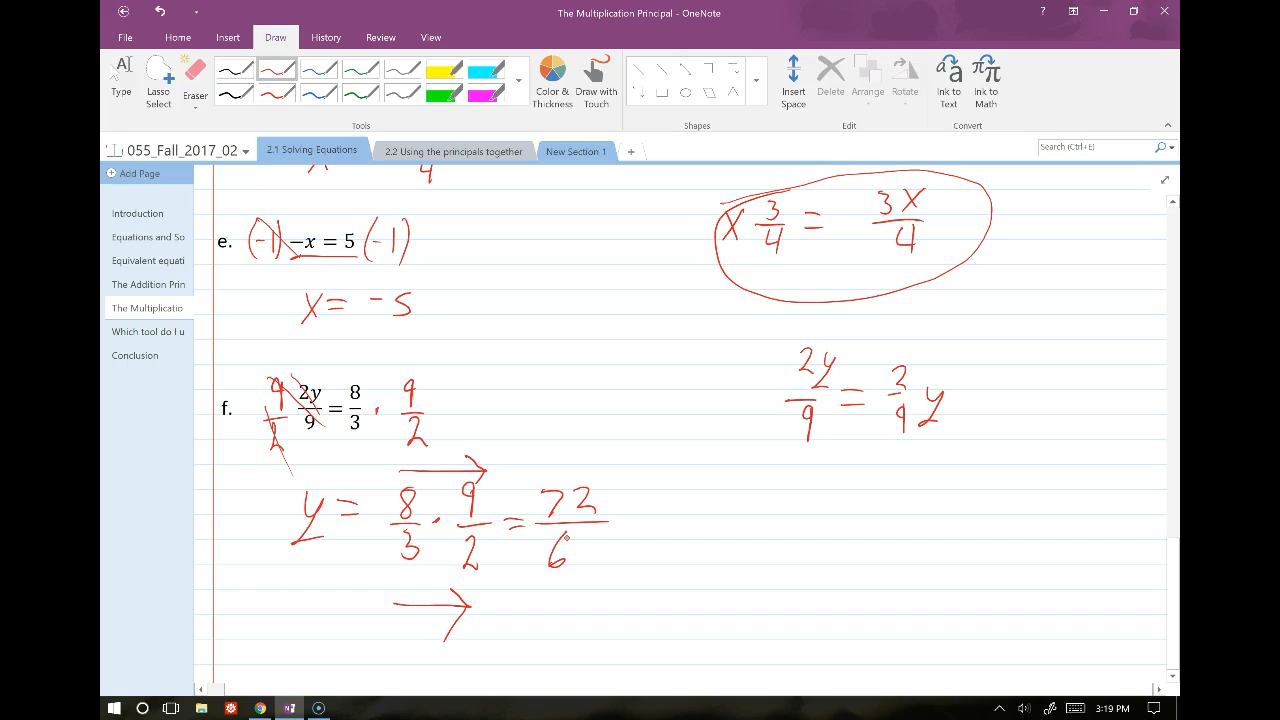 The Multiplication Principal - OneNote
File Home Insert Draw History Review View
Type
Lasso Select
Eraser
Color & Thickness
Draw with Touch
Insert Space
Delete
Arrange
Rotate
Ink to Text
Ink to Math
Tools
Shapes
Edit
Convert
055_Fall_2017_02
2.1 Solving Equations
2.2 Using the principals together
New Section 1
Search (Ctrl+E)
Add Page
Introduction
Equations and So
Equivalent equati
The Addition Prin
The Multiplicatio
Which tool do I u
Conclusion
4
x 3/4 = 3x/4
e. (-1) −x = 5 (-1)
x = -5
2y/9 = 2/9 y
f. 9/2 2y/9 = 8/3 · 9/2
y = 8/3 · 9/2 = 72/6
3:19 PM